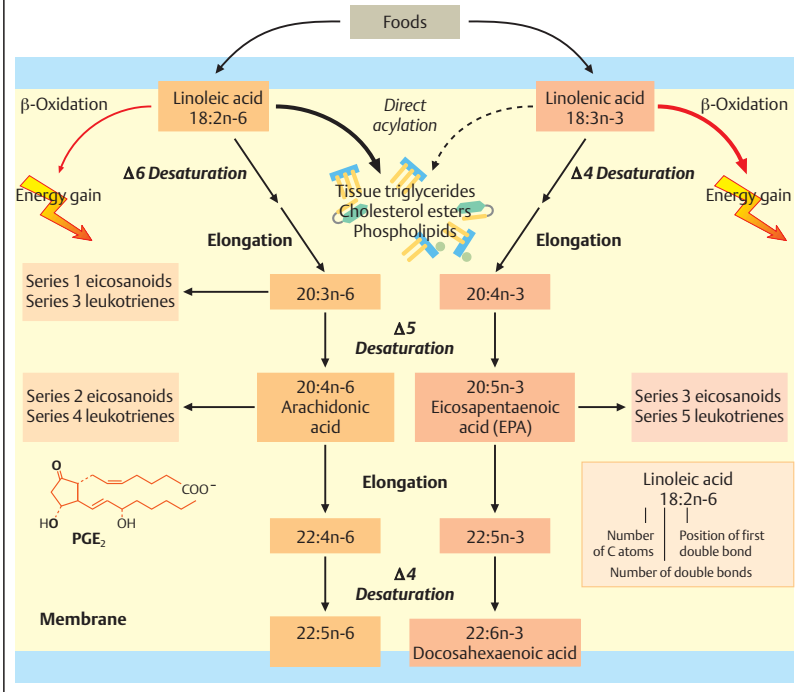 Foods
β-Oxidation
Linoleic acid
18:2n-6
Direct
acylation
Linolenic acid
18:3n-3
β-Oxidation
Δ6 Desaturation
Δ4 Desaturation
Energy gain
Tissue triglycerides
Cholesterol esters
Phospholipids
Energy gain
Elongation
Elongation
Series 1 eicosanoids
Series 3 leukotrienes
20:3n-6
20:4n-3
Δ5
Desaturation
Series 2 eicosanoids
Series 4 leukotrienes
20:4n-6
Arachidonic
acid
20:5n-3
Eicosapentaenoic
acid (EPA)
Series 3 eicosanoids
Series 5 leukotrienes
O
COO⁻
HO
OH
PGE₂
Elongation
Linoleic acid
18:2n-6
Number
of C atoms
Position of first
double bond
Number of double bonds
22:4n-6
22:5n-3
Δ4
Desaturation
Membrane
22:5n-6
22:6n-3
Docosahexaenoic acid